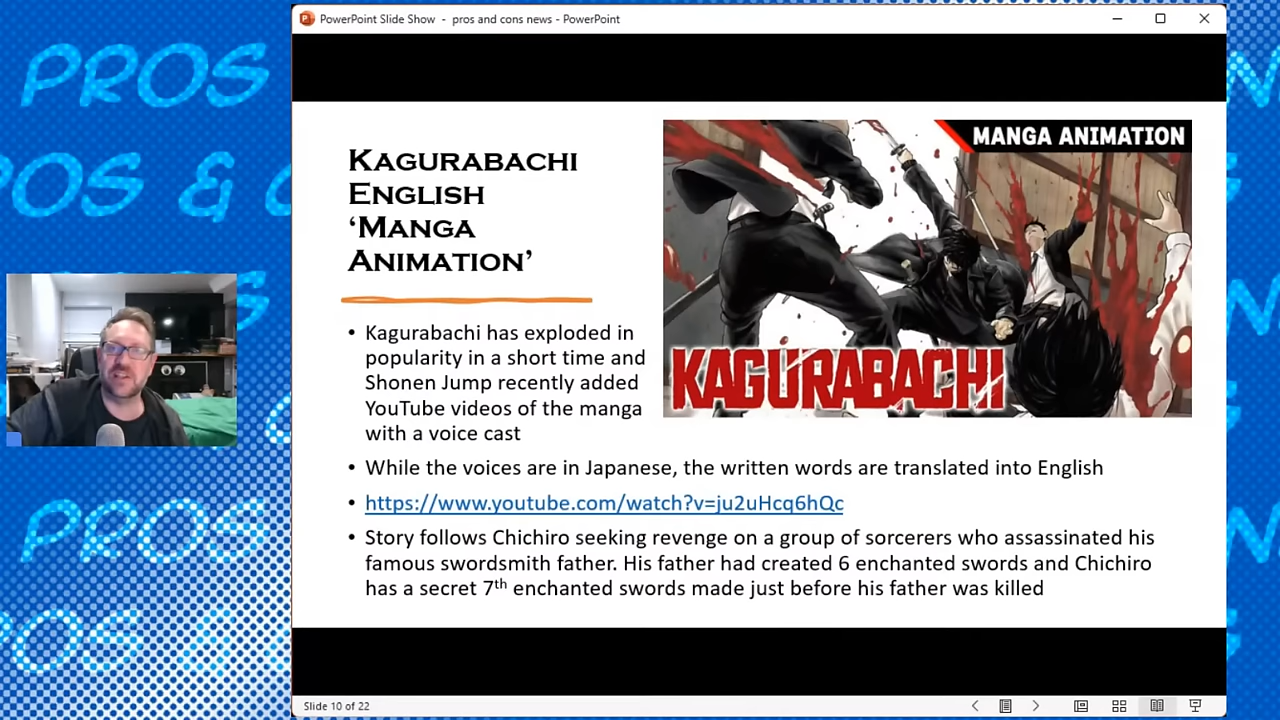 PowerPoint Slide Show - pros and cons news - PowerPoint
PROS
POS & C
PROS
POS
KAGURABACHI
ENGLISH
‘MANGA
ANIMATION’
MANGA ANIMATION
KAGURABACHI
• Kagurabachi has exploded in
popularity in a short time and
Shonen Jump recently added
YouTube videos of the manga
with a voice cast
• While the voices are in Japanese, the written words are translated into English
• https://www.youtube.com/watch?v=ju2uHcq6hQc
• Story follows Chichiro seeking revenge on a group of sorcerers who assassinated his
famous swordsmith father. His father had created 6 enchanted swords and Chichiro
has a secret 7th enchanted swords made just before his father was killed
Slide 10 of 22